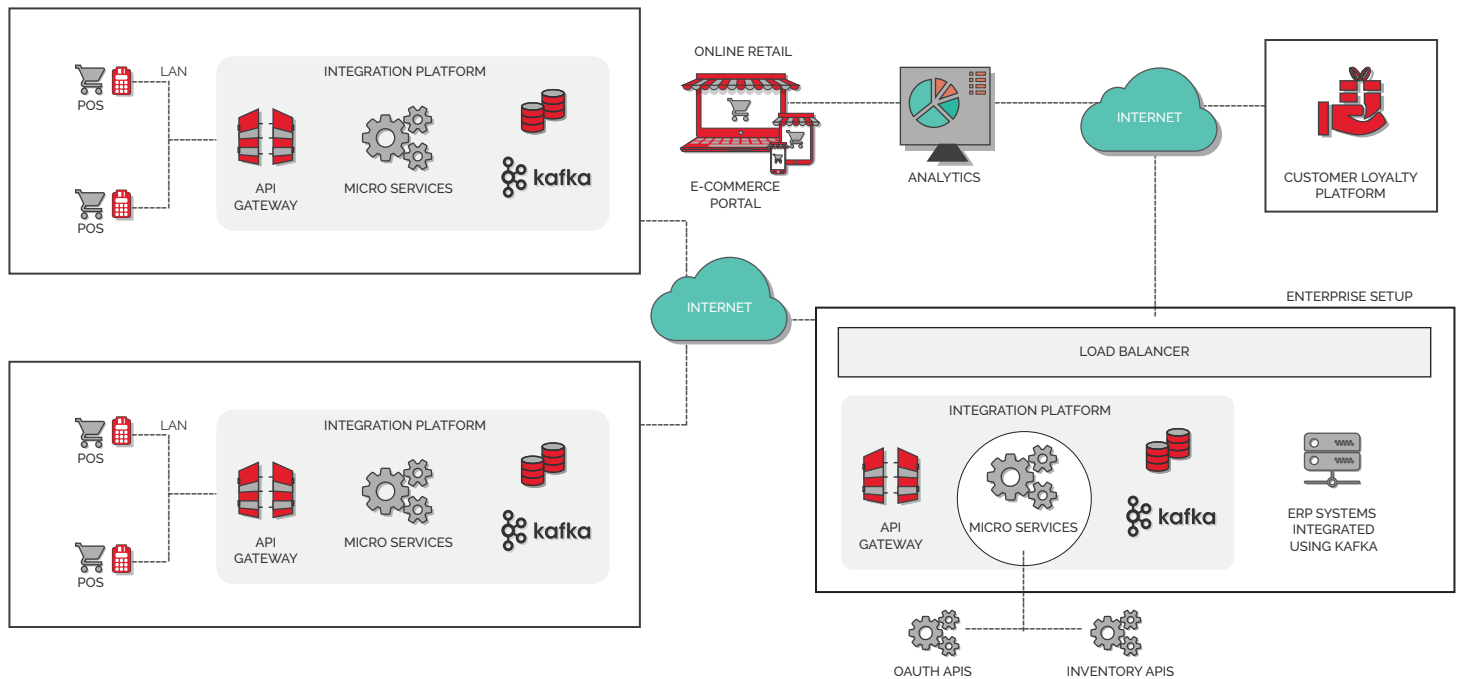 LAN
POS
POS
INTEGRATION PLATFORM
API
GATEWAY
MICRO SERVICES
kafka
ONLINE RETAIL
E-COMMERCE
PORTAL
ANALYTICS
INTERNET
CUSTOMER LOYALTY
PLATFORM
INTERNET
LAN
POS
POS
INTEGRATION PLATFORM
API
GATEWAY
MICRO SERVICES
kafka
ENTERPRISE SETUP
LOAD BALANCER
INTEGRATION PLATFORM
API
GATEWAY
MICRO SERVICES
kafka
ERP SYSTEMS
INTEGRATED
USING KAFKA
OAUTH APIS
INVENTORY APIS